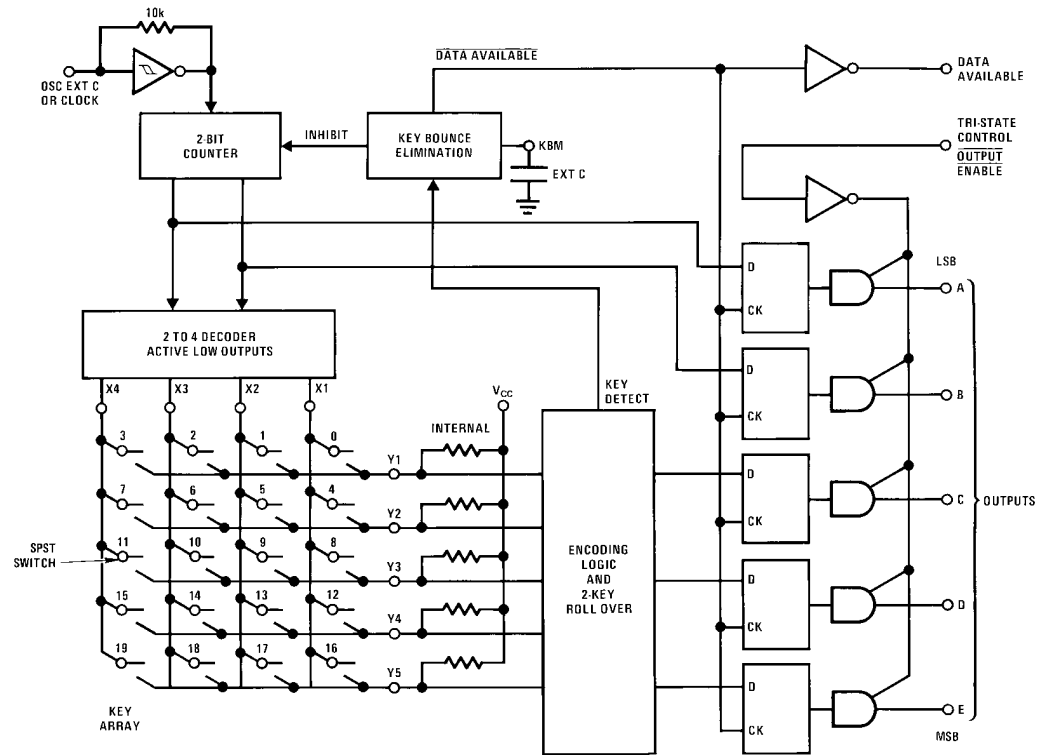 10k
OSC EXT C
OR CLOCK
DATA AVAILABLE
DATA
AVAILABLE
2-BIT
COUNTER
INHIBIT
KEY BOUNCE
ELIMINATION
KBM
EXT C
TRI-STATE
CONTROL
OUTPUT
ENABLE
D
CK
LSB
A
2 TO 4 DECODER
ACTIVE LOW OUTPUTS
X4 X3 X2 X1
VCC
KEY
DETECT
D
CK
B
INTERNAL
3 2 1 0
Y1
7 6 5 4
Y2
D
CK
C
OUTPUTS
SPST
SWITCH
11 10 9 8
Y3
ENCODING
LOGIC
AND
2-KEY
ROLL OVER
15 14 13 12
Y4
D
CK
D
19 18 17 16
Y5
KEY
ARRAY
D
CK
E
MSB